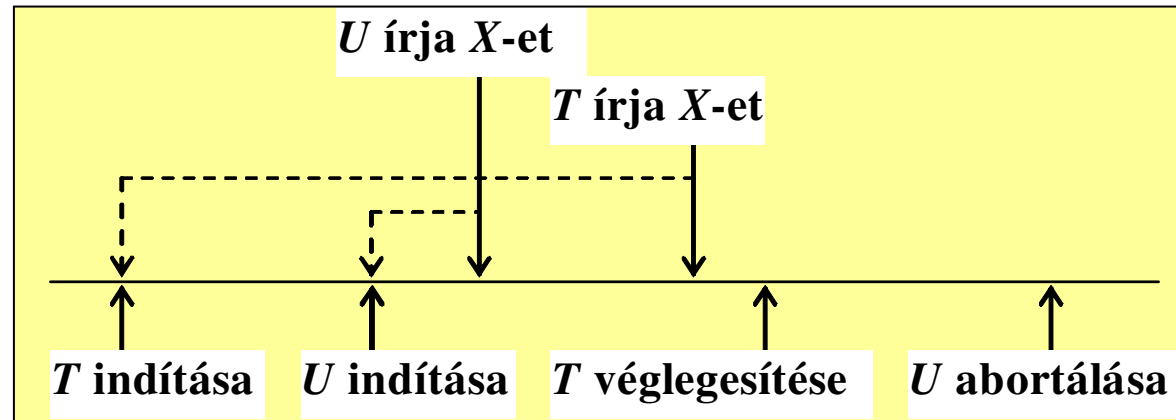 U írja X-et
T írja X-et
T indítása
U indítása
T véglegesítése
U abortálása